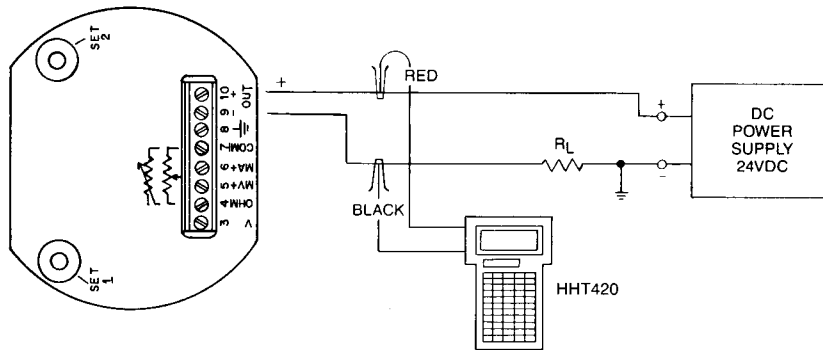 SET
2
10 + OUT
9 -
8
7 COM
6 MA+
5 MV+
4 OHM
3 V
SET
1
+
RED
BLACK
RL
+
-
DC
POWER
SUPPLY
24VDC
HHT420